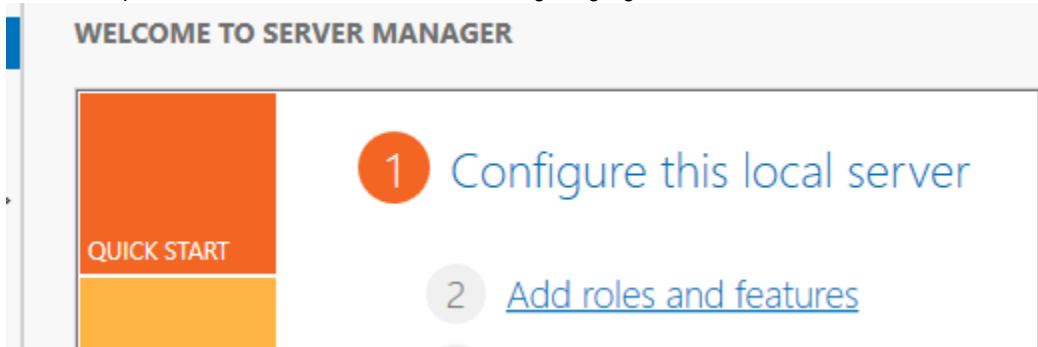 WELCOME TO SERVER MANAGER
1 Configure this local server
QUICK START
2 Add roles and features